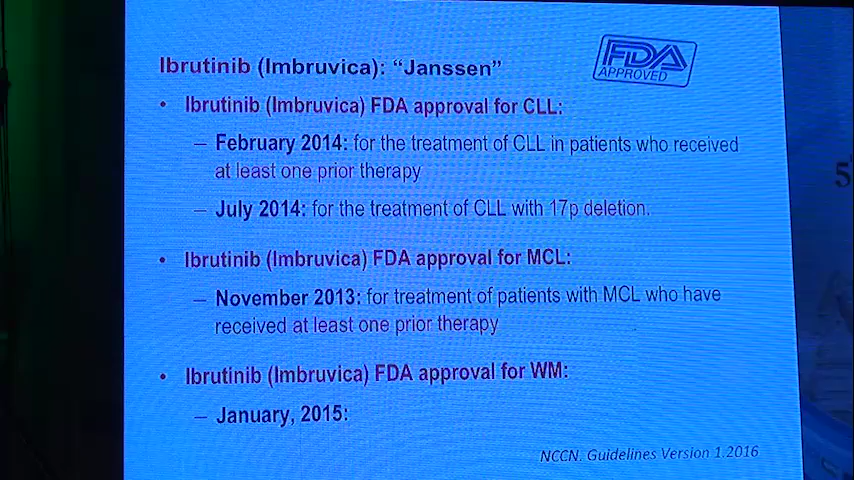 Ibrutinib (Imbruvica): “Janssen”
FDA
APPROVED
• Ibrutinib (Imbruvica) FDA approval for CLL:
– February 2014: for the treatment of CLL in patients who received
at least one prior therapy
– July 2014: for the treatment of CLL with 17p deletion.
• Ibrutinib (Imbruvica) FDA approval for MCL:
– November 2013: for treatment of patients with MCL who have
received at least one prior therapy
• Ibrutinib (Imbruvica) FDA approval for WM:
– January, 2015:
NCCN. Guidelines Version 1.2016
5